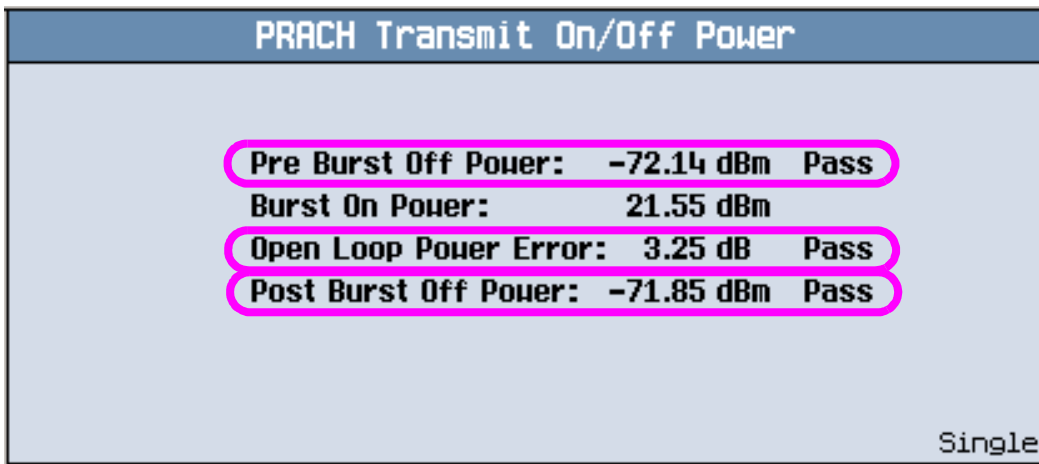 PRACH Transmit On/Off Power
Pre Burst Off Power: -72.14 dBm Pass
Burst On Power: 21.55 dBm
Open Loop Power Error: 3.25 dB Pass
Post Burst Off Power: -71.85 dBm Pass
Single